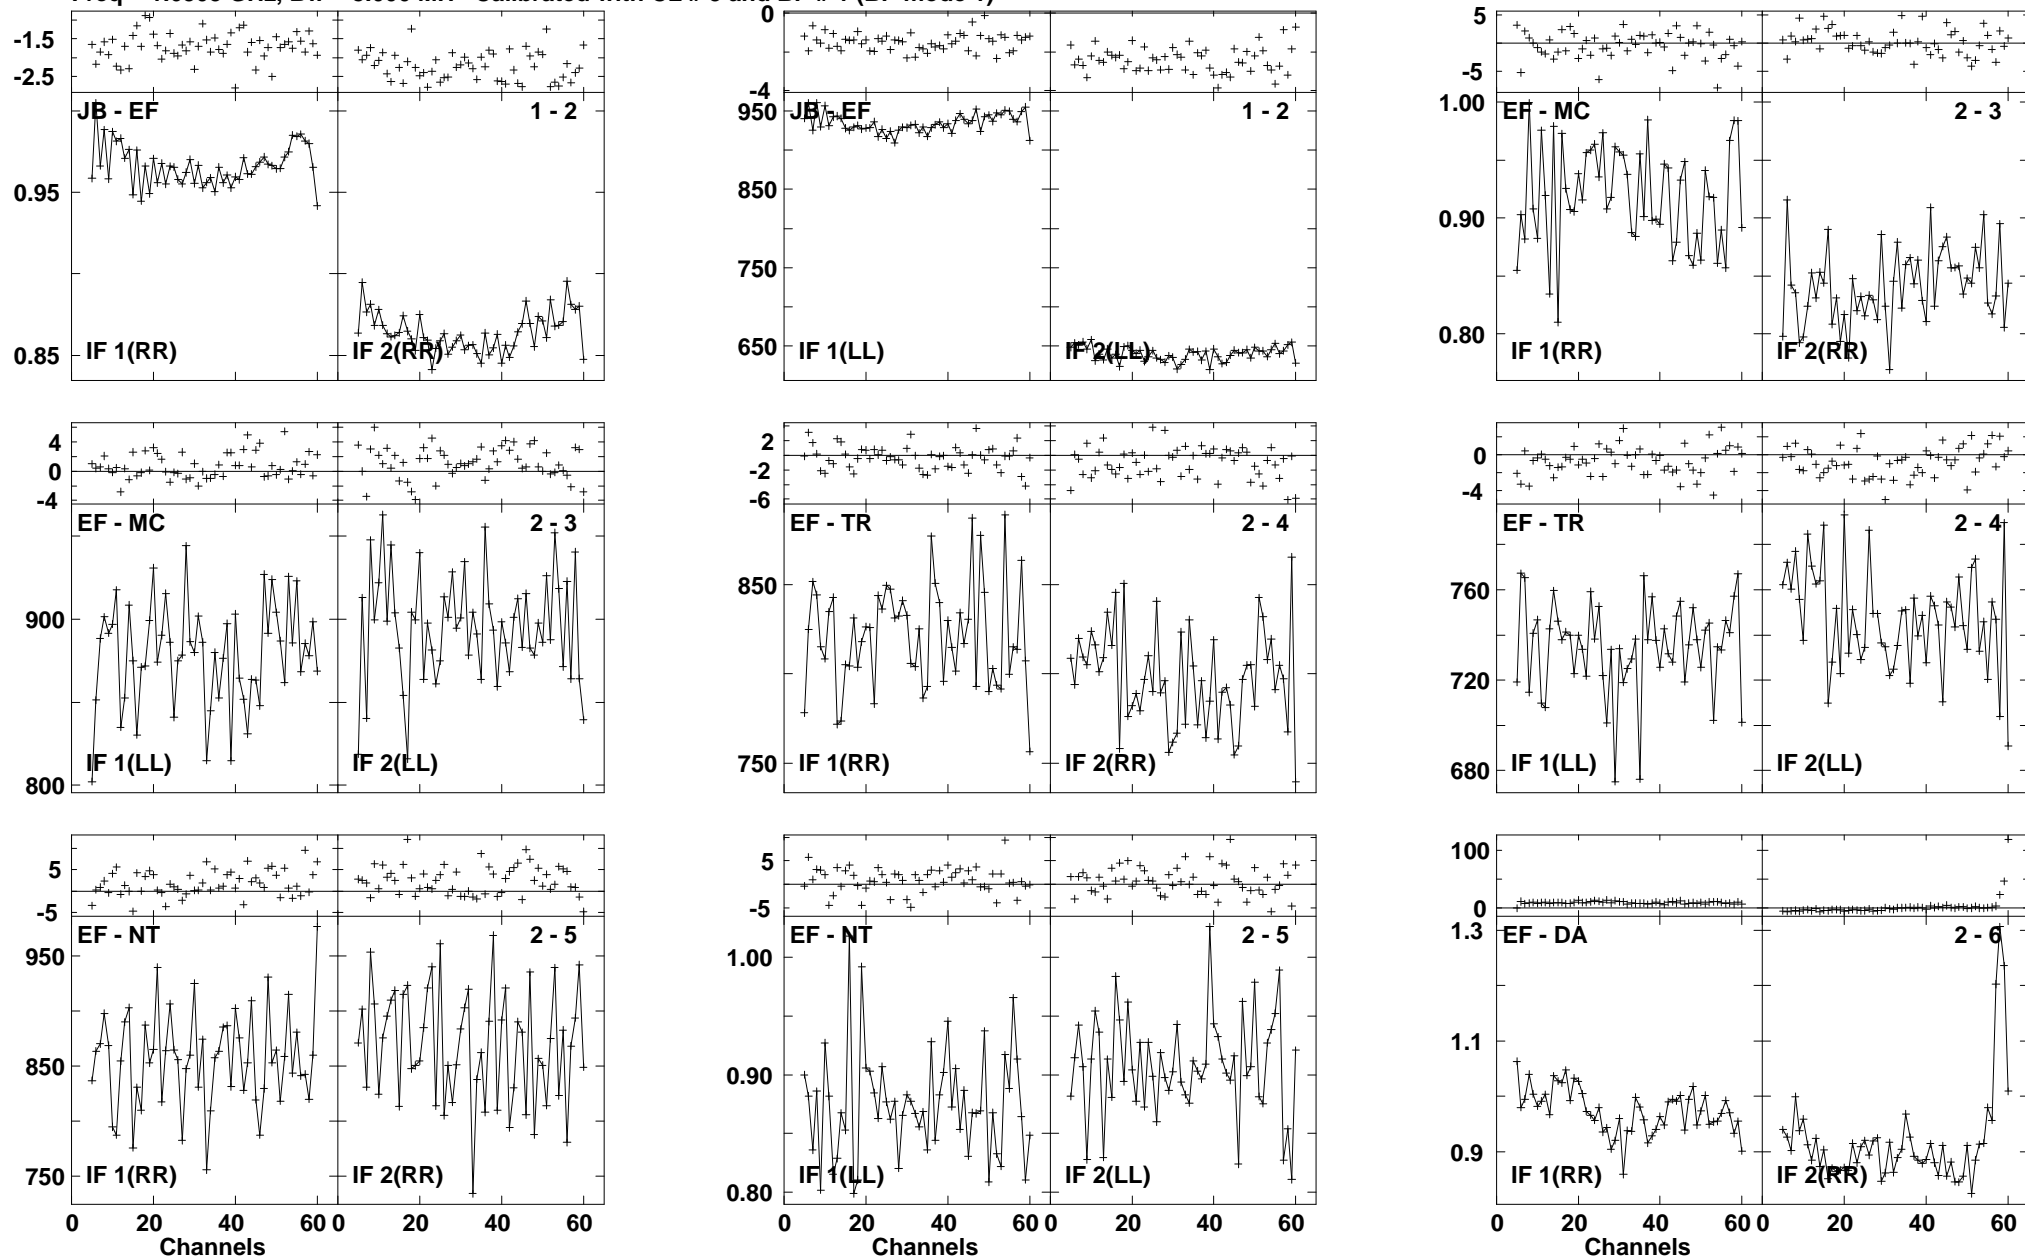 -1.5
-2.5
JB - EF 1 - 2
0.95
0.85
IF 1(RR) IF 2(RR)
0
-4
JB - EF 1 - 2
950
850
750
650
IF 1(LL) IF 2(LL)
5
-5
EF - MC 2 - 3
1.00
0.90
0.80
IF 1(RR) IF 2(RR)
4
0
-4
EF - MC 2 - 3
900
800
IF 1(LL) IF 2(LL)
2
-2
-6
EF - TR 2 - 4
850
750
IF 1(RR) IF 2(RR)
0
-4
EF - TR 2 - 4
760
720
680
IF 1(LL) IF 2(LL)
5
-5
EF - NT 2 - 5
950
850
750
IF 1(RR) IF 2(RR)
0 20 40 60 0 20 40 60
Channels
5
-5
EF - NT 2 - 5
1.00
0.90
0.80
IF 1(LL) IF 2(LL)
0 20 40 60 0 20 40 60
Channels
100
0
EF - DA 2 - 6
1.3
1.1
0.9
IF 1(RR) IF 2(RR)
0 20 40 60 0 20 40 60
Channels